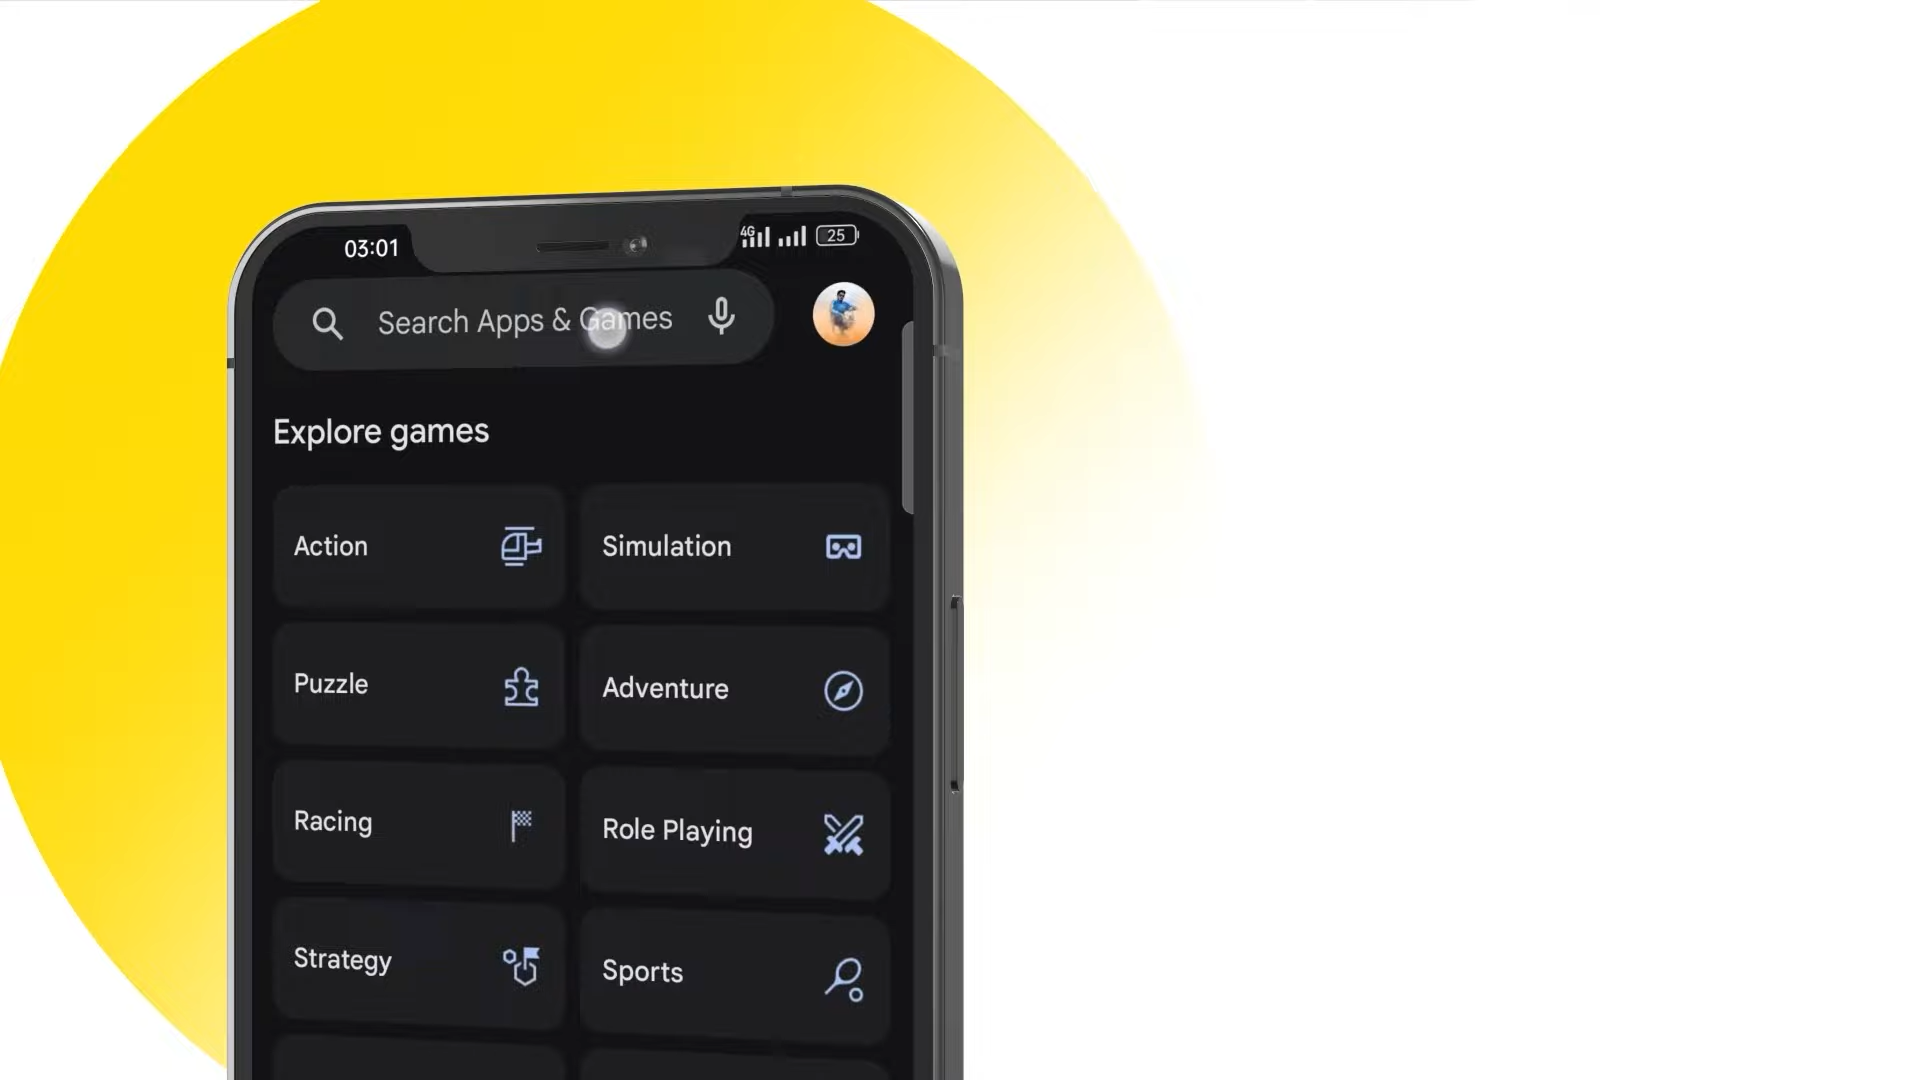 03:01
4G
25
Search Apps & Games
Explore games
Action
Simulation
Puzzle
Adventure
Racing
Role Playing
Strategy
Sports